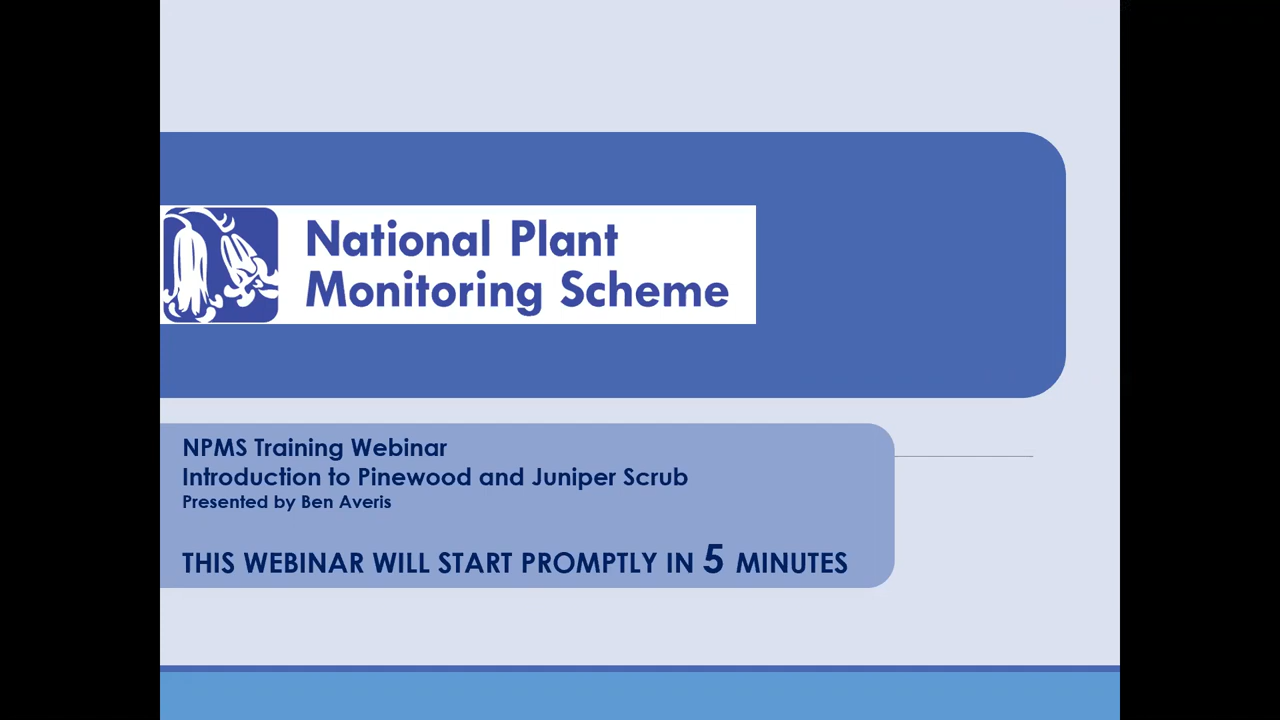 National Plant
Monitoring Scheme
NPMS Training Webinar
Introduction to Pinewood and Juniper Scrub
Presented by Ben Averis
THIS WEBINAR WILL START PROMPTLY IN 5 MINUTES